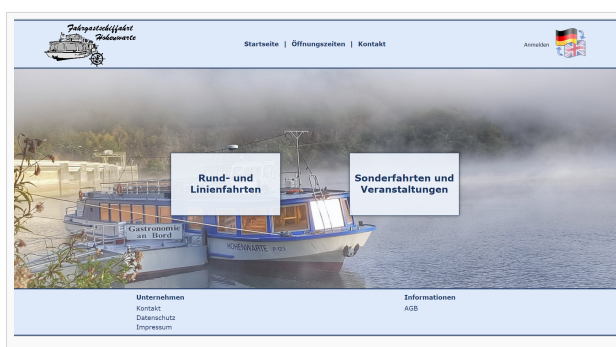 Fahrgastschiffahrt
Hohenwarte
Startseite | Öffnungszeiten | Kontakt
Anmelden
Rund- und
Linienfahrten
Sonderfahrten und
Veranstaltungen
Gastronomie
an Bord
HOHENWARTE
Unternehmen
Kontakt
Datenschutz
Impressum
Informationen
AGB